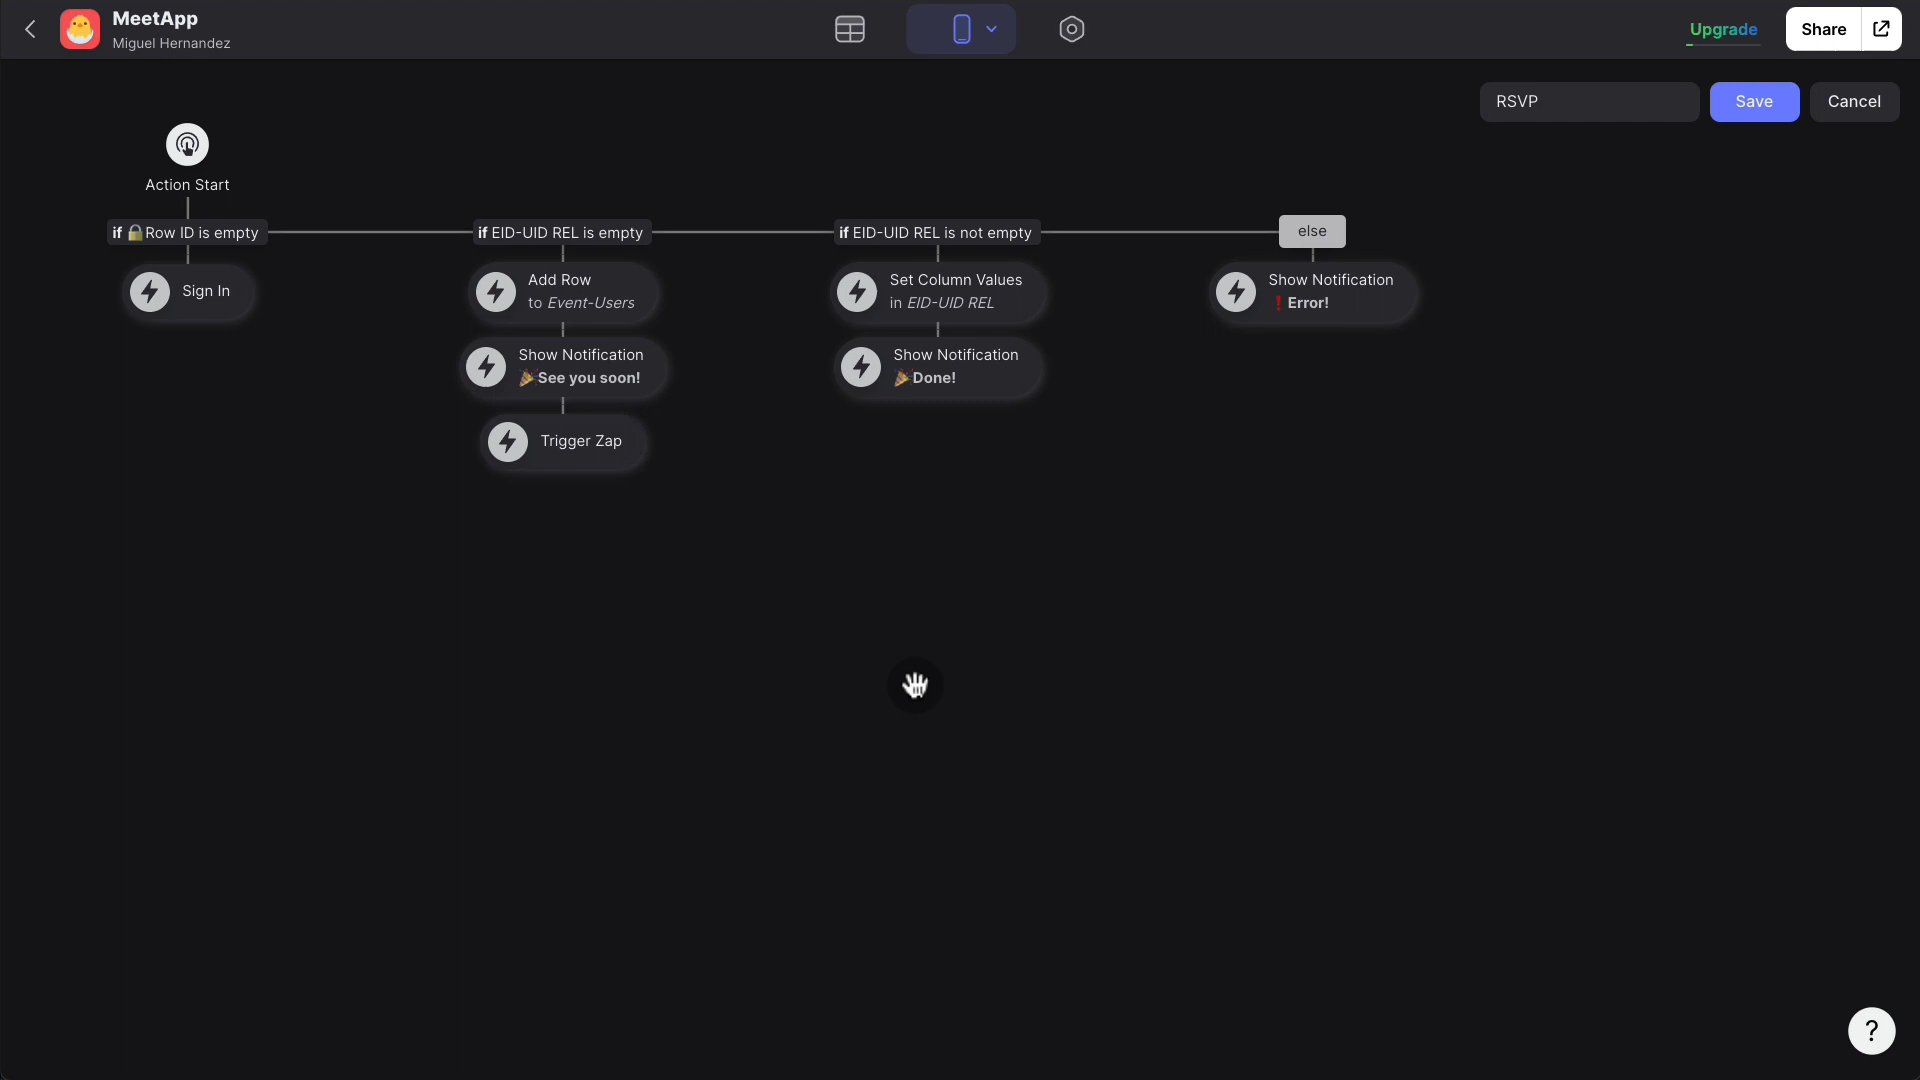 MeetApp
Miguel Hernandez
Upgrade
Share
RSVP
Save
Cancel
Action Start
if 🔒Row ID is empty
if EID-UID REL is empty
if EID-UID REL is not empty
else
Sign In
Add Row
to Event-Users
Set Column Values
in EID-UID REL
Show Notification
❗Error!
Show Notification
🎉See you soon!
Show Notification
🎉Done!
Trigger Zap
?